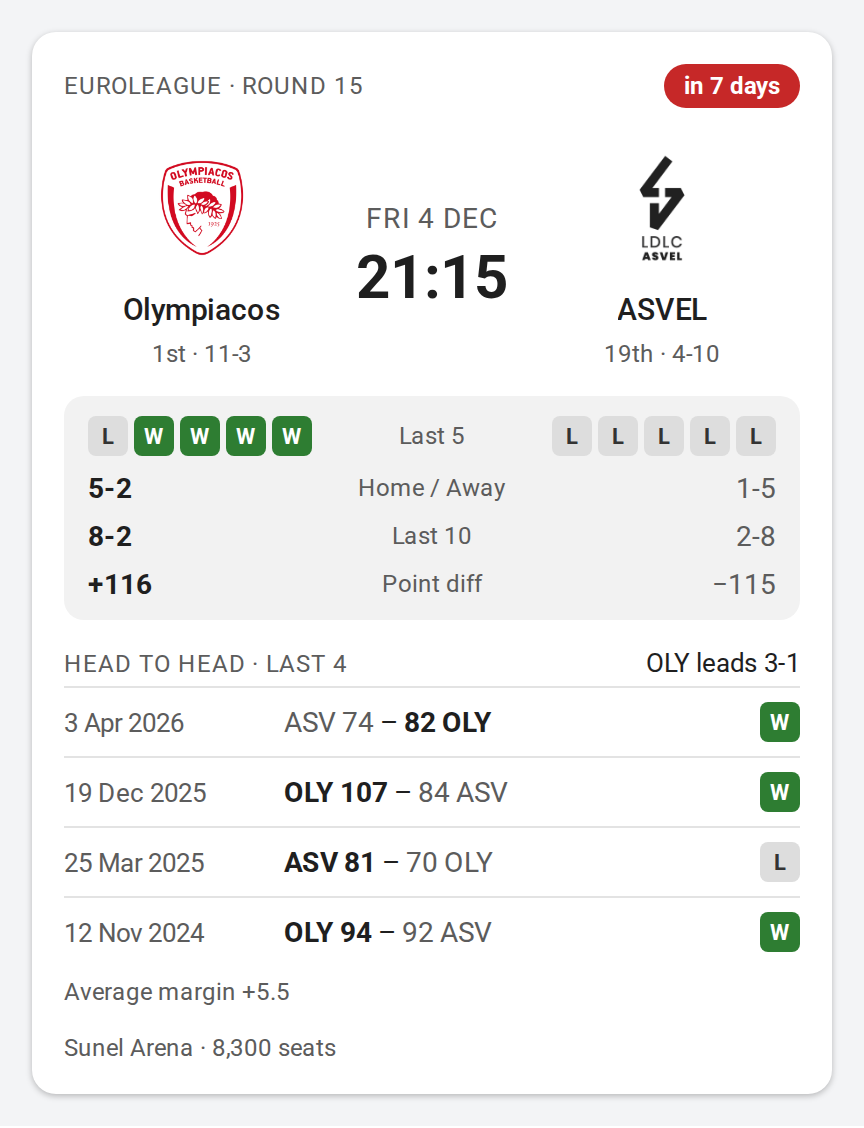 EUROLEAGUE · ROUND 15
in 7 days
OLYMPIACOS
BASKETBALL
1925
LDLC
ASVEL
FRI 4 DEC
21:15
Olympiacos
ASVEL
1st · 11-3
19th · 4-10
L W W W W Last 5 L L L L L
5-2 Home / Away 1-5
8-2 Last 10 2-8
+116 Point diff −115
HEAD TO HEAD · LAST 4 OLY leads 3-1
3 Apr 2026 ASV 74 – 82 OLY W
19 Dec 2025 OLY 107 – 84 ASV W
25 Mar 2025 ASV 81 – 70 OLY L
12 Nov 2024 OLY 94 – 92 ASV W
Average margin +5.5
Sunel Arena · 8,300 seats